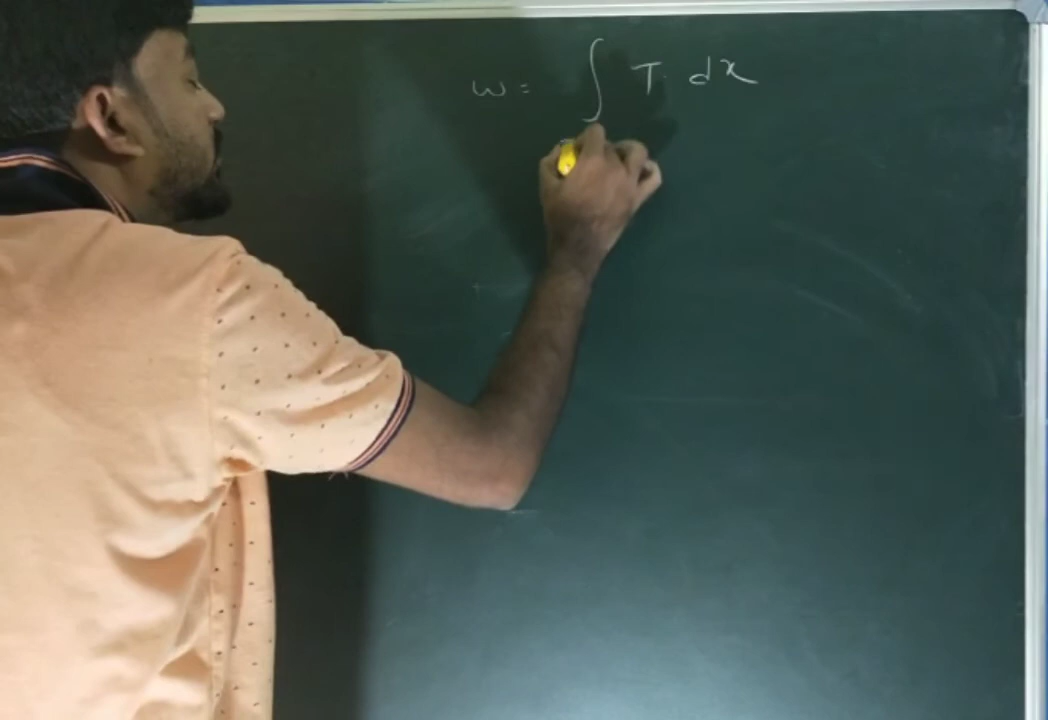 w = ∫ T. dx